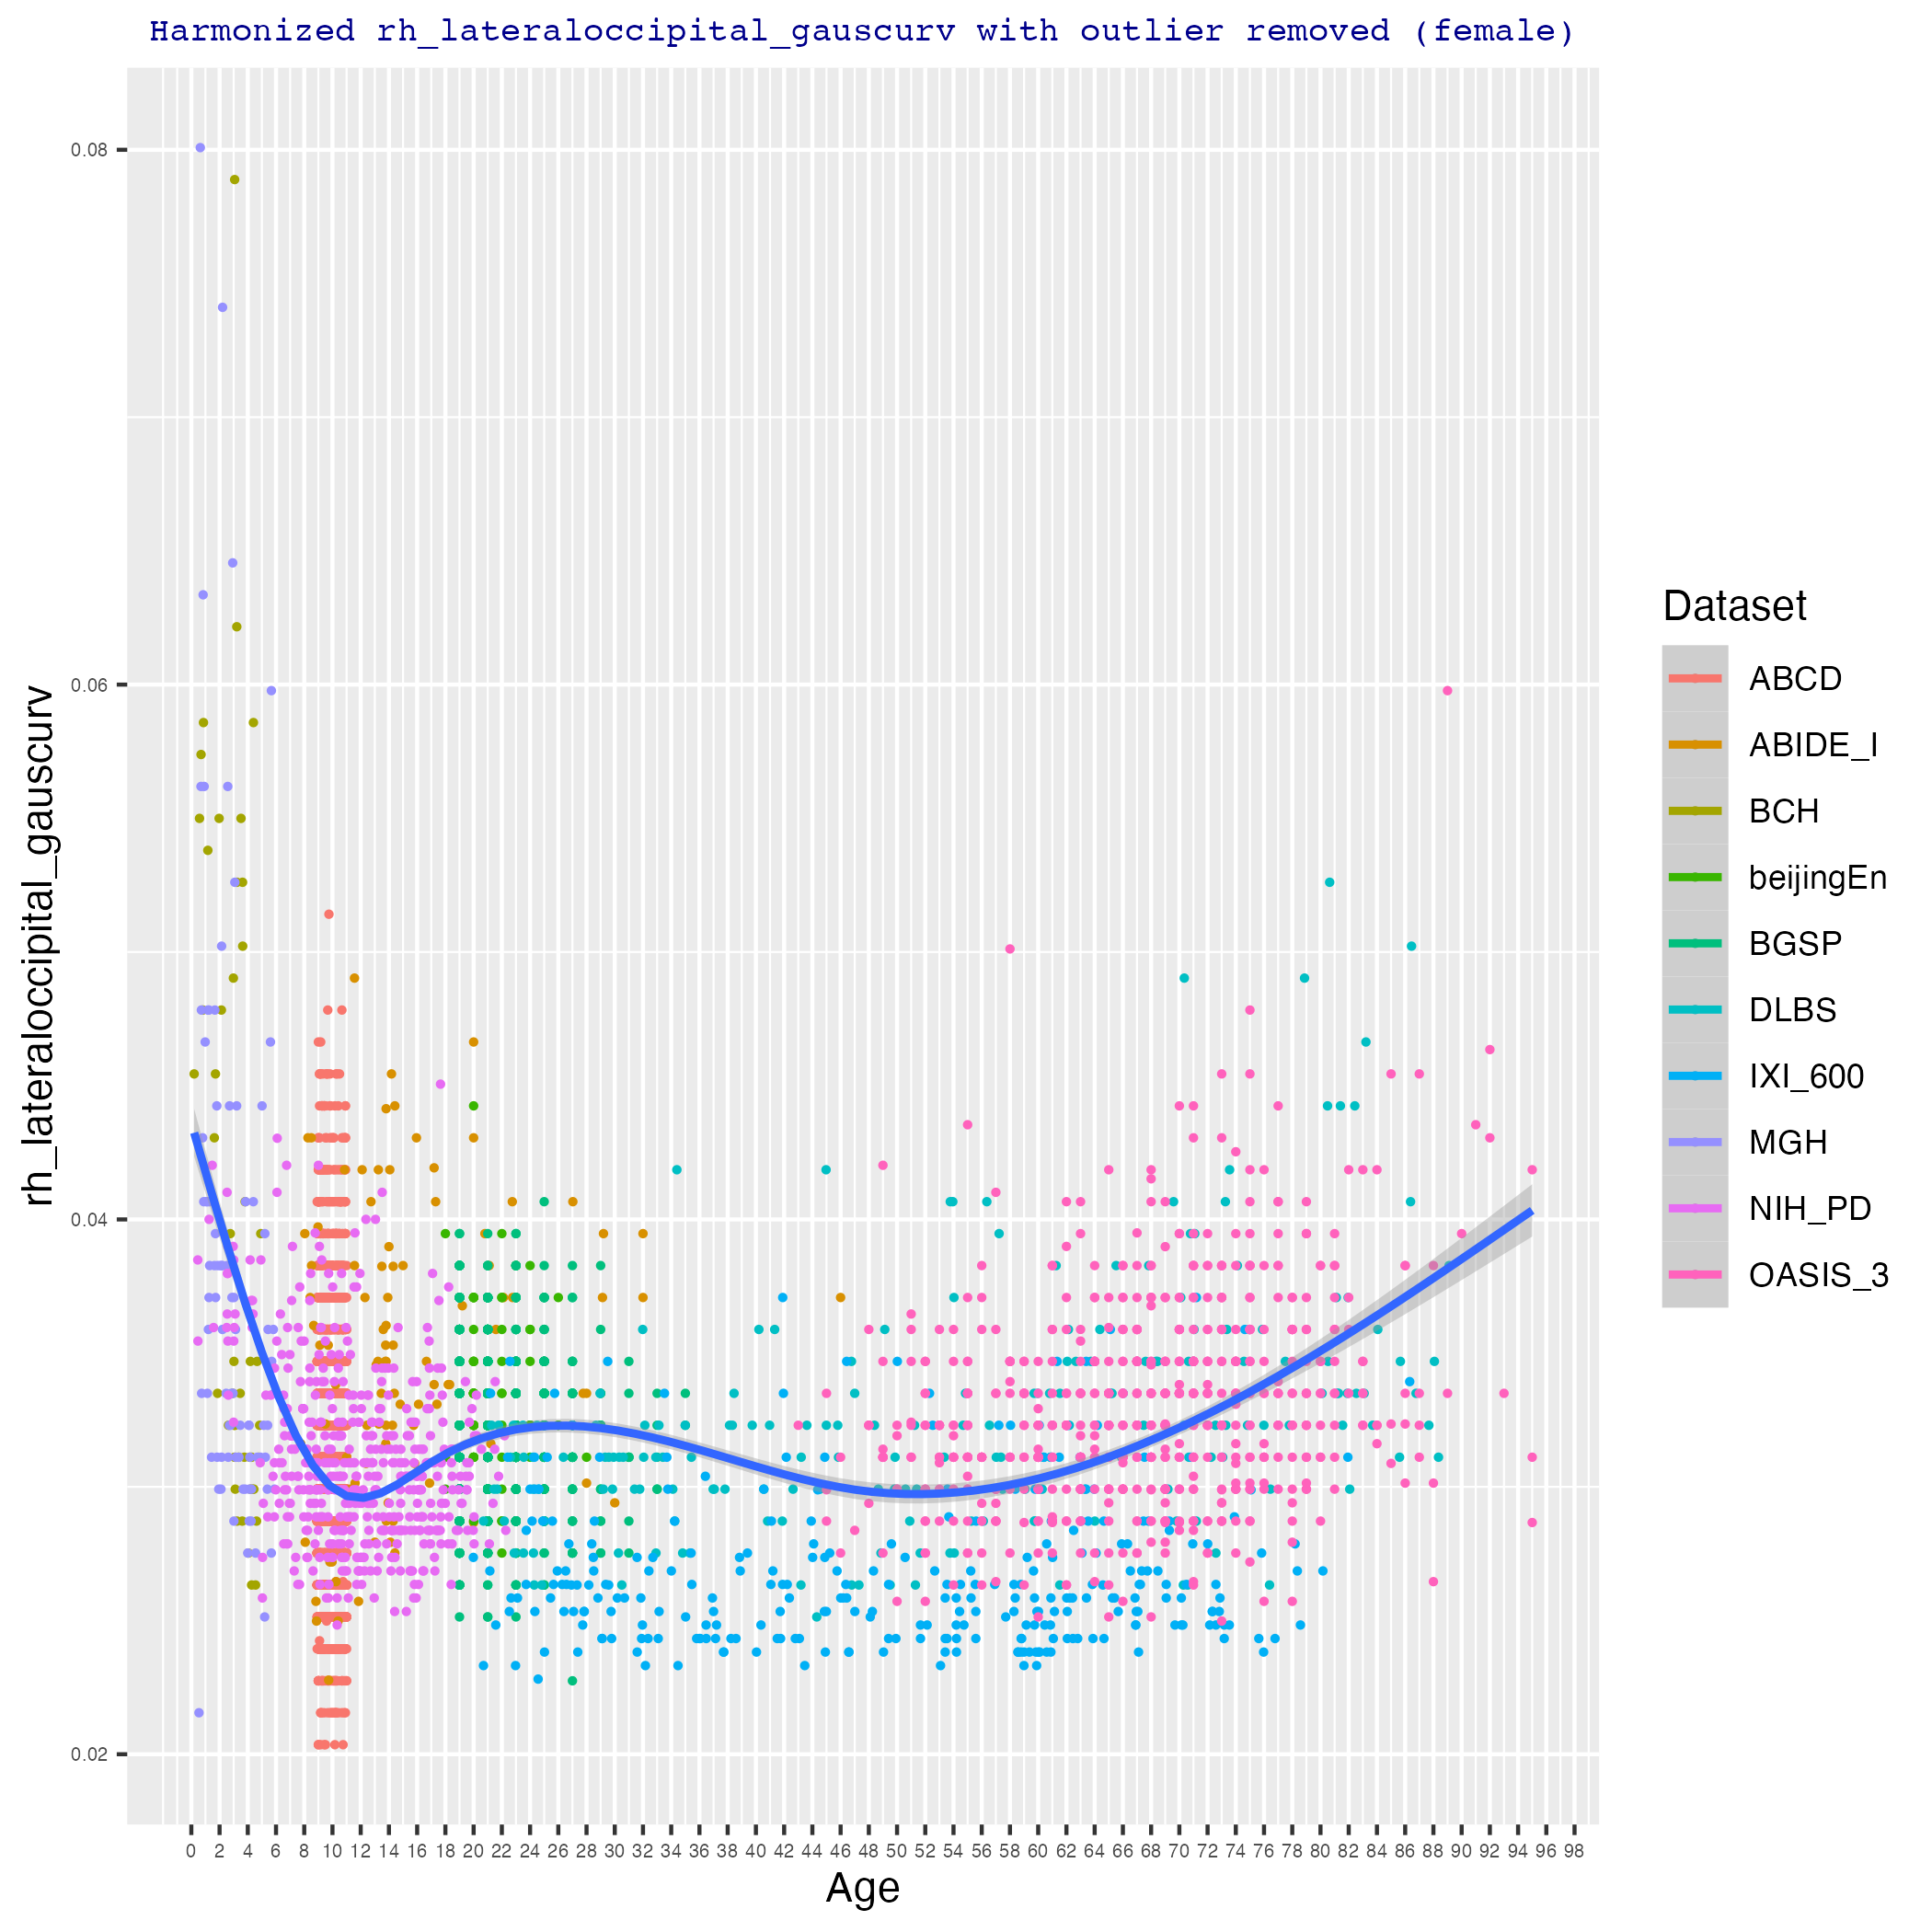 Harmonized rh_lateraloccipital_gauscurv with outlier removed (female)
rh_lateraloccipital_gauscurv
0.08
0.06
0.04
0.02
0 2 4 6 8 10 12 14 16 18 20 22 24 26 28 30 32 34 36 38 40 42 44 46 48 50 52 54 56 58 60 62 64 66 68 70 72 74 76 78 80 82 84 86 88 90 92 94 96 98
Age
Dataset
ABCD
ABIDE_I
BCH
beijingEn
BGSP
DLBS
IXI_600
MGH
NIH_PD
OASIS_3